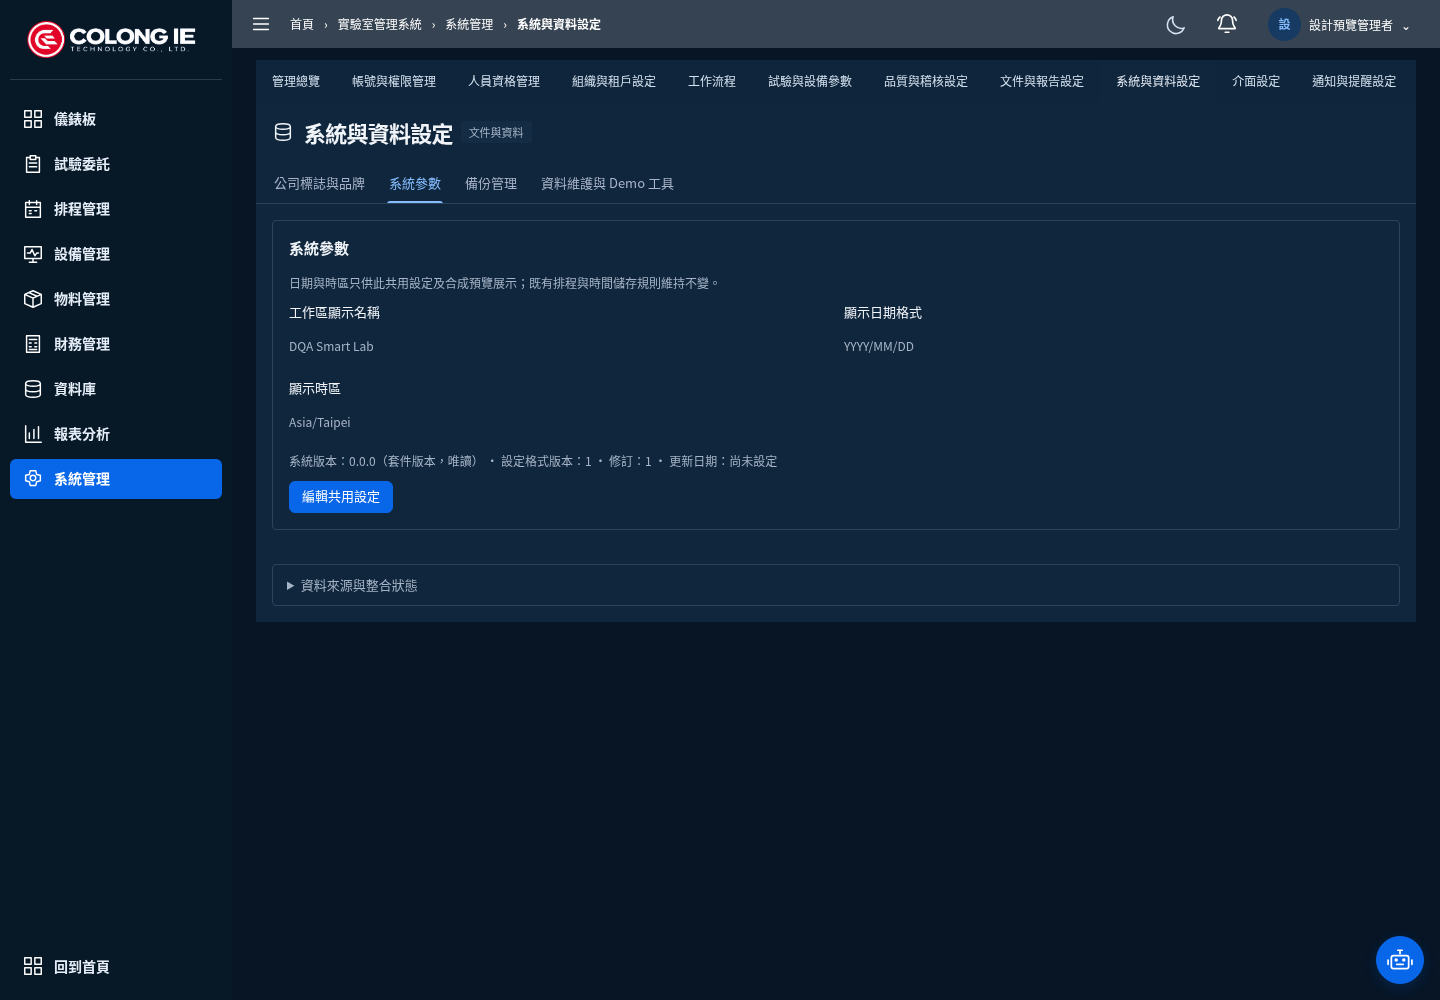 COLONG IE
TECHNOLOGY CO., LTD.
首頁 › 實驗室管理系統 › 系統管理 › 系統與資料設定
設 設計預覽管理者
儀錶板
試驗委託
排程管理
設備管理
物料管理
財務管理
資料庫
報表分析
系統管理
回到首頁
管理總覽 帳號與權限管理 人員資格管理 組織與租戶設定 工作流程 試驗與設備參數 品質與稽核設定 文件與報告設定 系統與資料設定 介面設定 通知與提醒設定
系統與資料設定 文件與資料
公司標誌與品牌 系統參數 備份管理 資料維護與 Demo 工具
系統參數
日期與時區只供此共用設定及合成預覽展示；既有排程與時間儲存規則維持不變。
工作區顯示名稱 顯示日期格式
DQA Smart Lab YYYY/MM/DD
顯示時區
Asia/Taipei
系統版本：0.0.0（套件版本，唯讀） · 設定格式版本：1 · 修訂：1 · 更新日期：尚未設定
編輯共用設定
▶ 資料來源與整合狀態